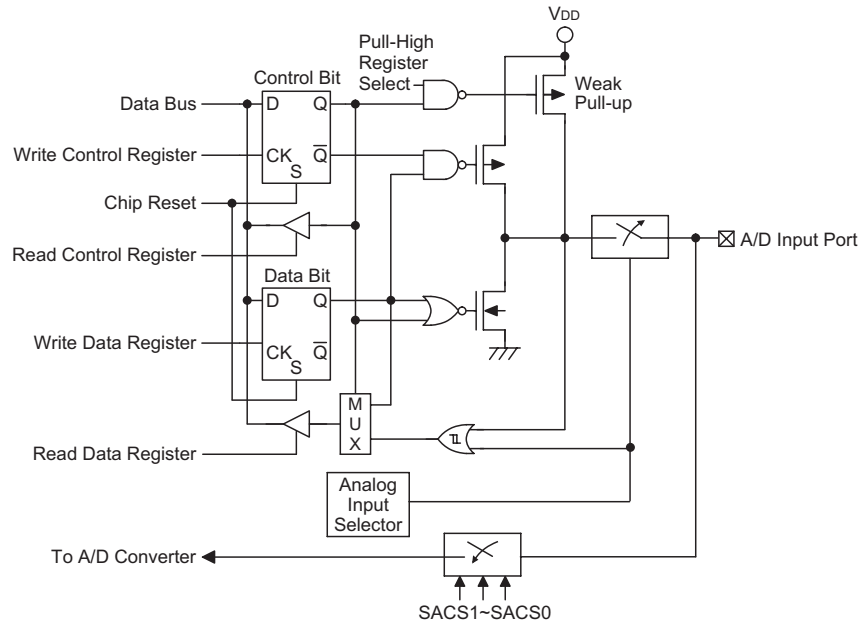 VDD
Pull-High
Register
Select
Weak
Pull-up
Control Bit
Data Bus
D
Q
Write Control Register
CK
Q̅
S
Chip Reset
Read Control Register
A/D Input Port
Data Bit
D
Q
Write Data Register
CK
Q̅
S
M
U
X
Read Data Register
Analog
Input
Selector
To A/D Converter
SACS1~SACS0